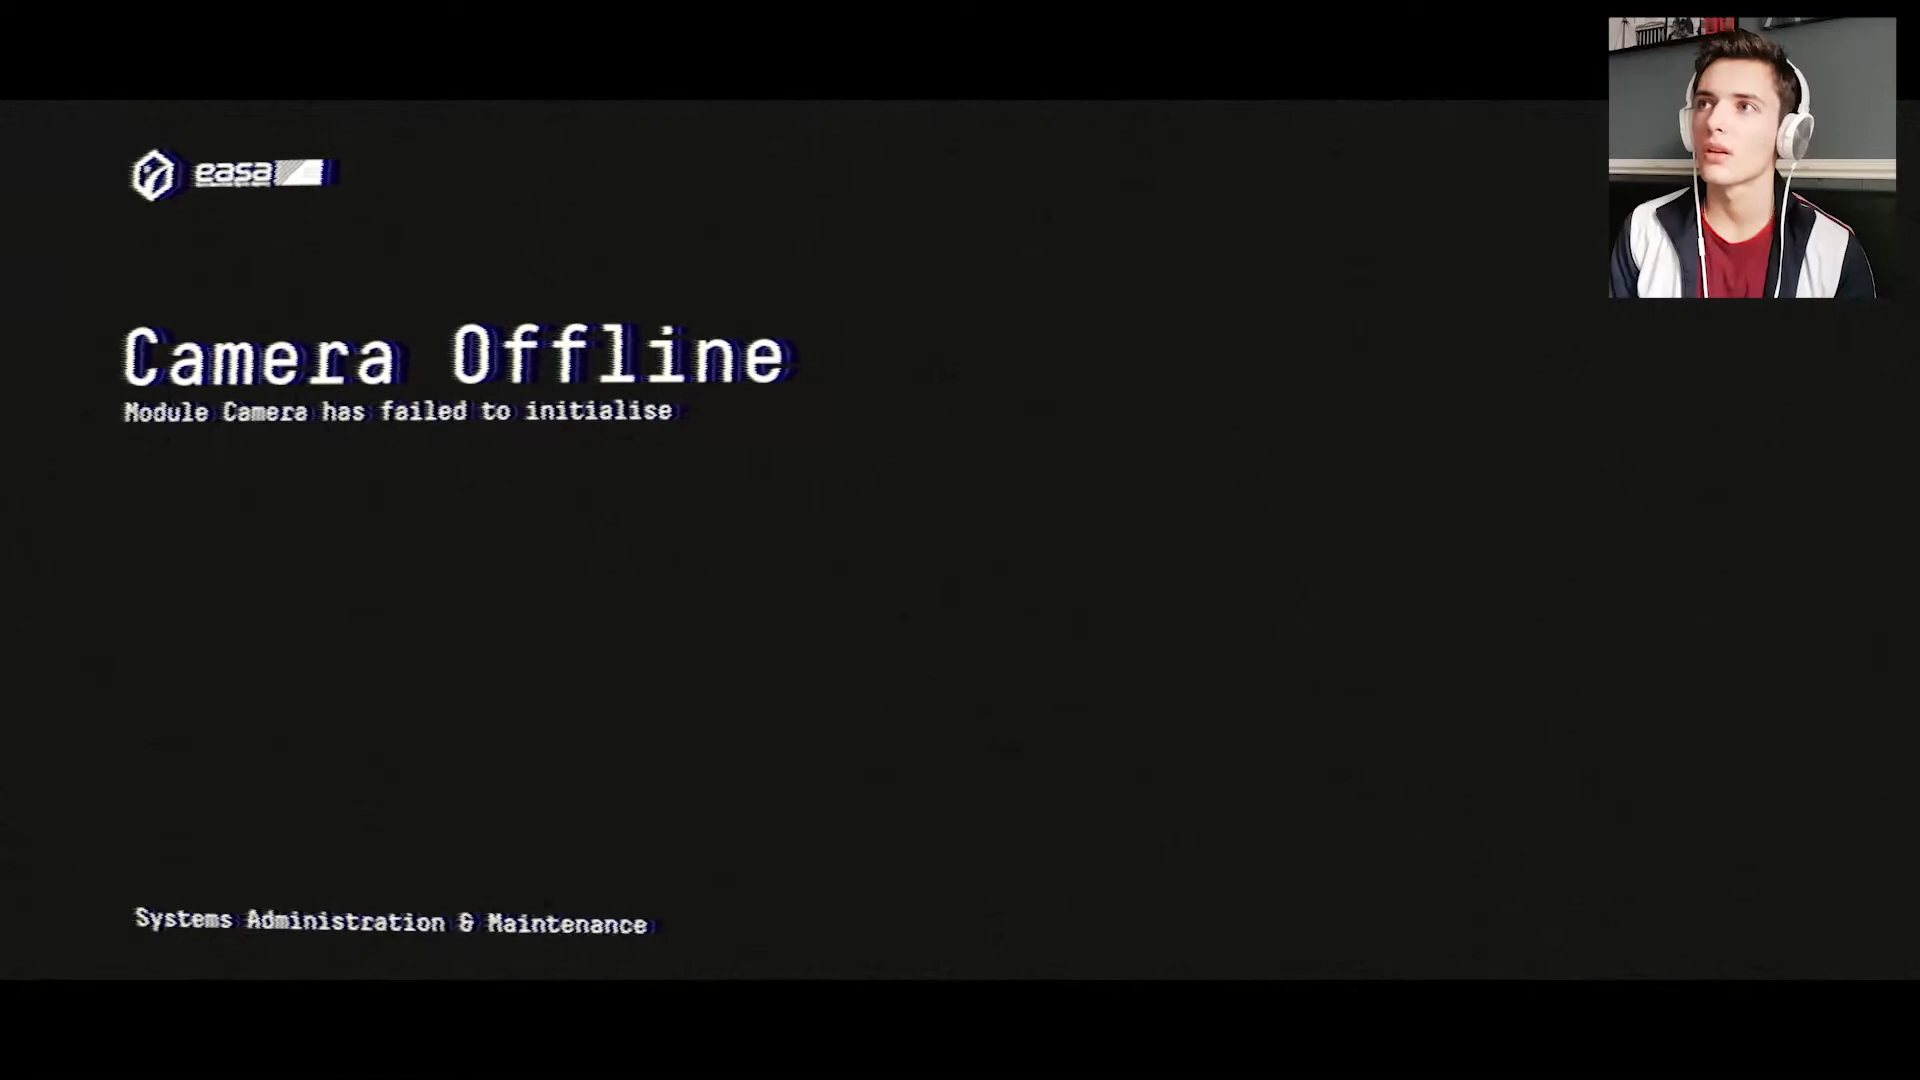 easa
Camera Offline
Module Camera has failed to initialise
Systems Administration & Maintenance